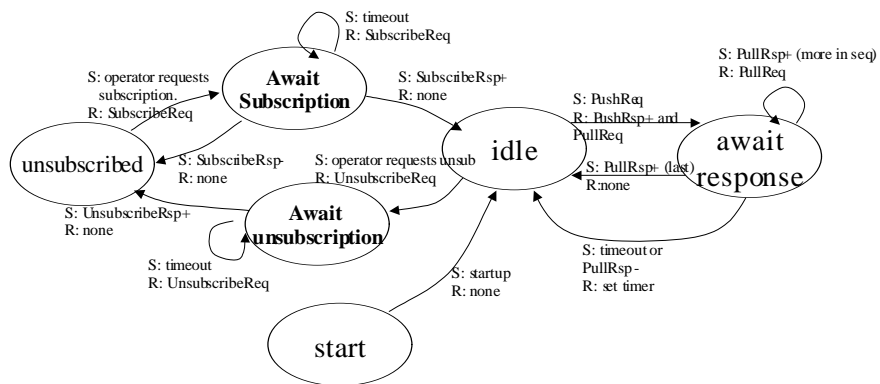 S: timeout
R: SubscribeReq
S: operator requests
subscription.
R: SubscribeReq
Await
Subscription
S: SubscribeRsp+
R: none
S: PullRsp+ (more in seq)
R: PullReq
S: PushReq
R: PushRsp+ and
PullReq
unsubscribed
S: SubscribeRsp-
R: none
S: operator requests unsub
R: UnsubscribeReq
idle
S: PullRsp+ (last)
R:none
await
response
S: UnsubscribeRsp+
R: none
Await
unsubscription
S: timeout
R: UnsubscribeReq
S: startup
R: none
S: timeout or
PullRsp-
R: set timer
start